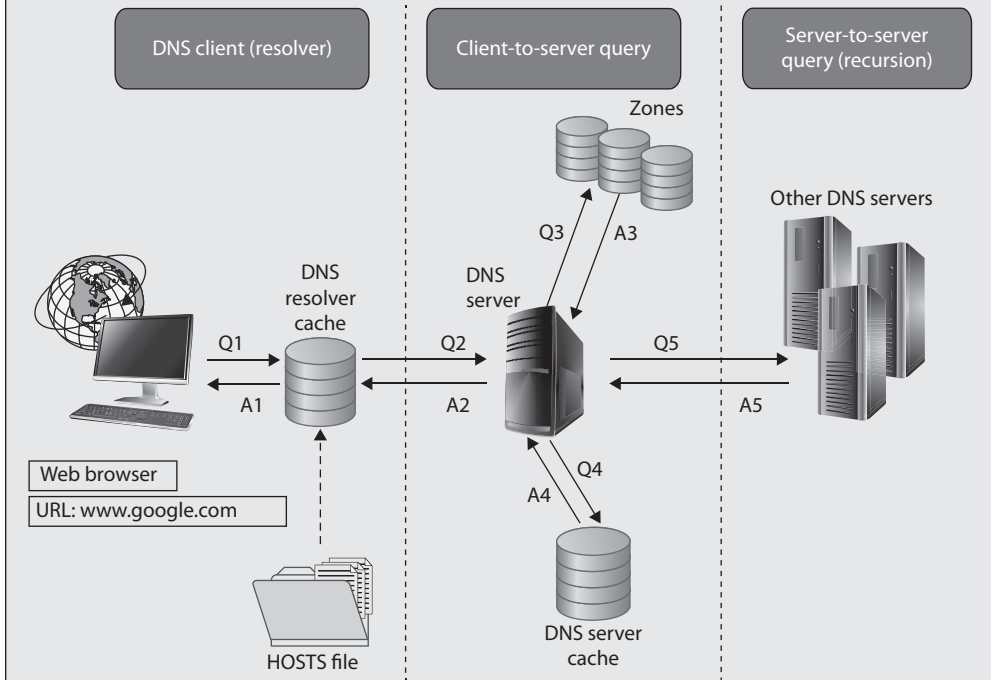 DNS client (resolver)
Client-to-server query
Server-to-server
query (recursion)
Zones
Other DNS servers
Q3
A3
DNS
resolver
cache
DNS
server
Q1
Q2
Q5
A1
A2
A5
Q4
A4
Web browser
URL: www.google.com
DNS server
cache
HOSTS file